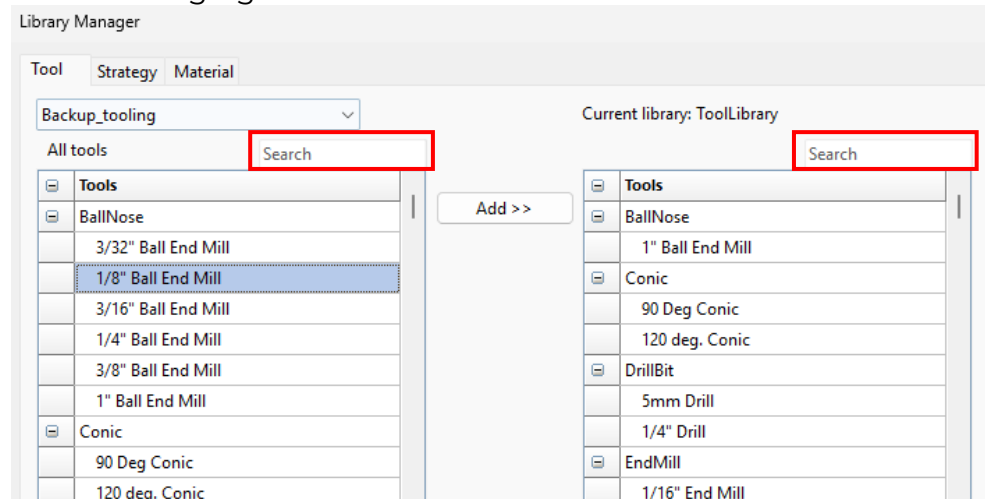 Library Manager
Tool Strategy Material
Backup_tooling
Current library: ToolLibrary
All tools
Search
Search
Tools
BallNose
3/32" Ball End Mill
1/8" Ball End Mill
3/16" Ball End Mill
1/4" Ball End Mill
3/8" Ball End Mill
1" Ball End Mill
Conic
90 Deg Conic
120 deg. Conic
Add >>
Tools
BallNose
1" Ball End Mill
Conic
90 Deg Conic
120 deg. Conic
DrillBit
5mm Drill
1/4" Drill
EndMill
1/16" End Mill